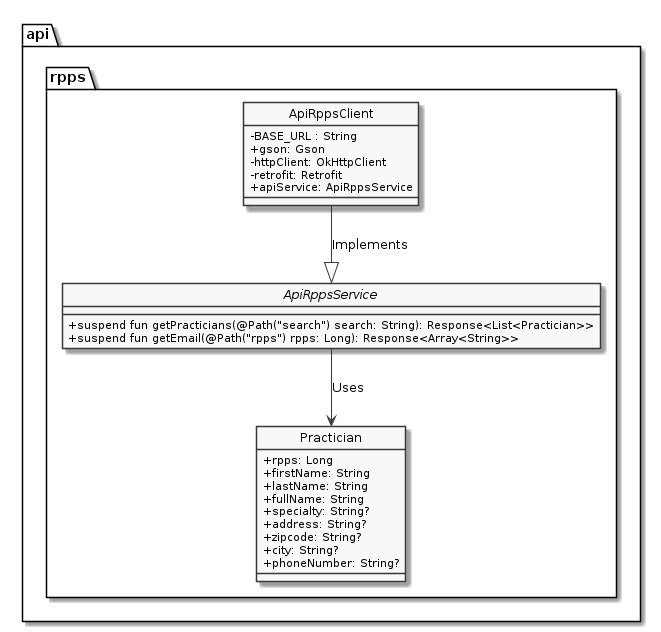 api
rpps
ApiRppsClient
-BASE_URL : String
+gson: Gson
-httpClient: OkHttpClient
-retrofit: Retrofit
+apiService: ApiRppsService
Implements
ApiRppsService
+suspend fun getPracticians(@Path("search") search: String): Response<List<Practician>>
+suspend fun getEmail(@Path("rpps") rpps: Long): Response<Array<String>>
Uses
Practician
+rpps: Long
+firstName: String
+lastName: String
+fullName: String
+specialty: String?
+address: String?
+zipcode: String?
+city: String?
+phoneNumber: String?